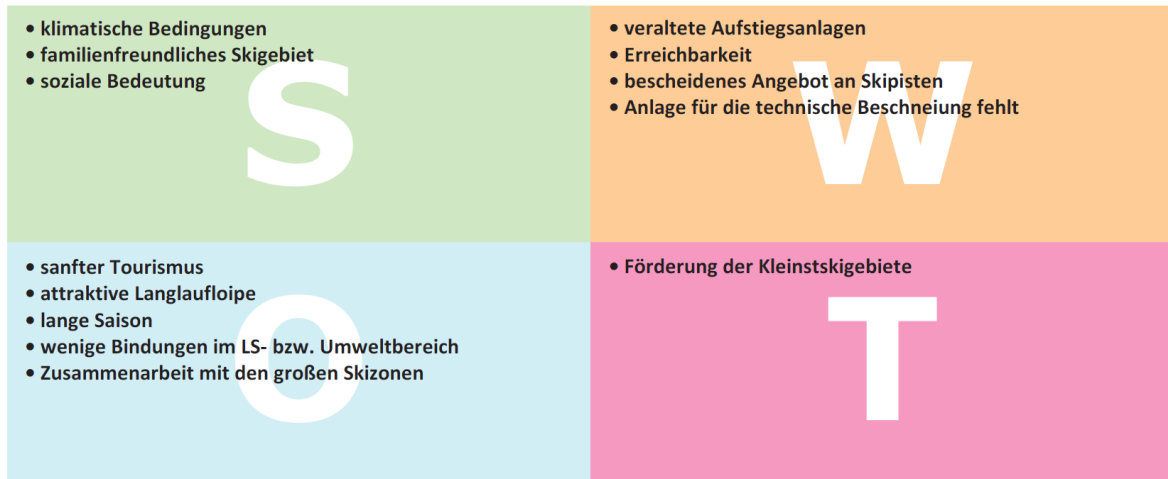 • klimatische Bedingungen
• familienfreundliches Skigebiet
• soziale Bedeutung
S
• veraltete Aufstiegsanlagen
• Erreichbarkeit
• bescheidenes Angebot an Skipisten
• Anlage für die technische Beschneiung fehlt
W
• sanfter Tourismus
• attraktive Langlaufloipe
• lange Saison
• wenige Bindungen im LS- bzw. Umweltbereich
• Zusammenarbeit mit den großen Skizonen
O
• Förderung der Kleinstskigebiete
T